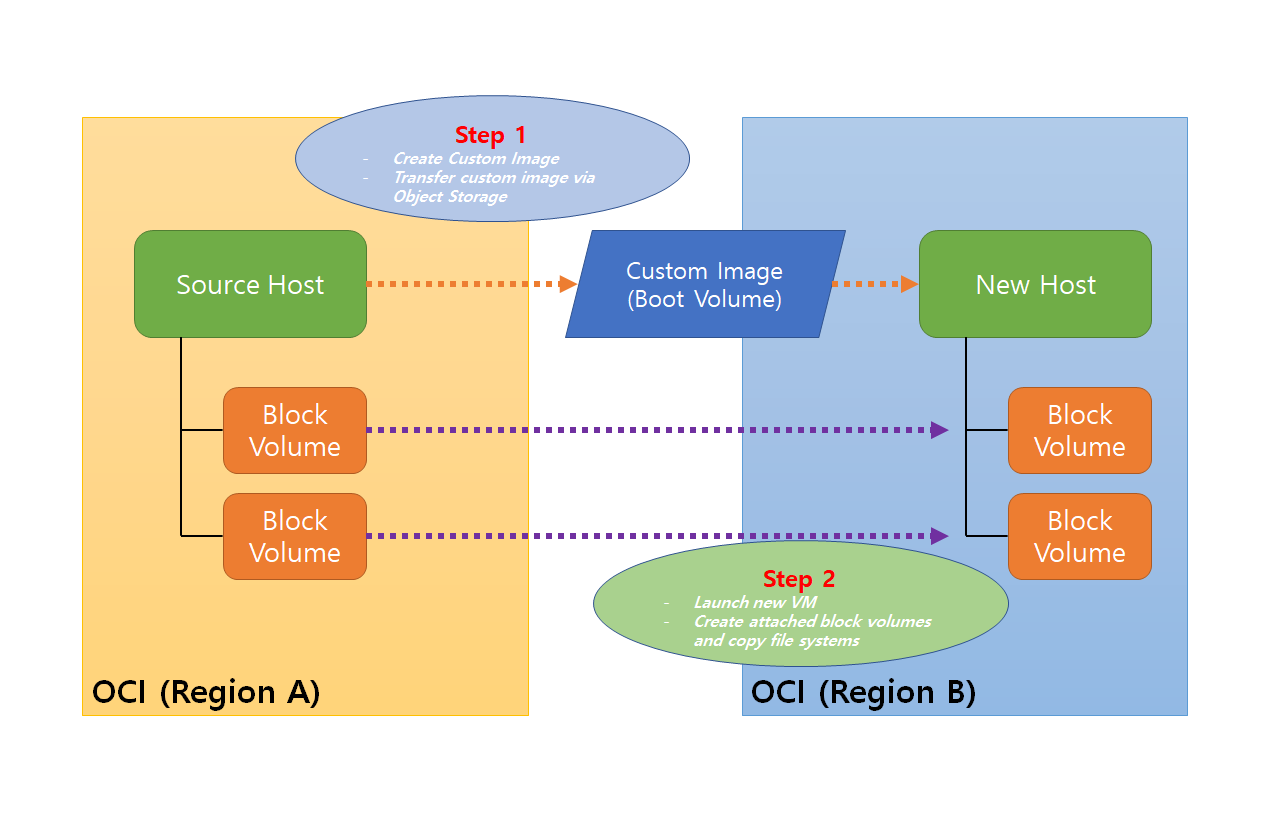 Step 1
- Create Custom Image
- Transfer custom image via
Object Storage
Source Host
Custom Image
(Boot Volume)
New Host
Block
Volume
Block
Volume
Block
Volume
Block
Volume
Step 2
- Launch new VM
- Create attached block volumes
and copy file systems
OCI (Region A)
OCI (Region B)